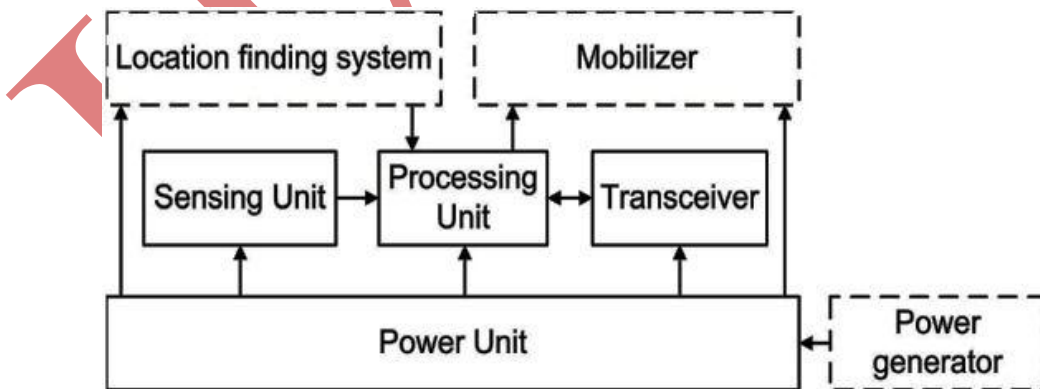 Location finding system
Mobilizer
Sensing Unit
Processing
Unit
Transceiver
Power Unit
Power
generator